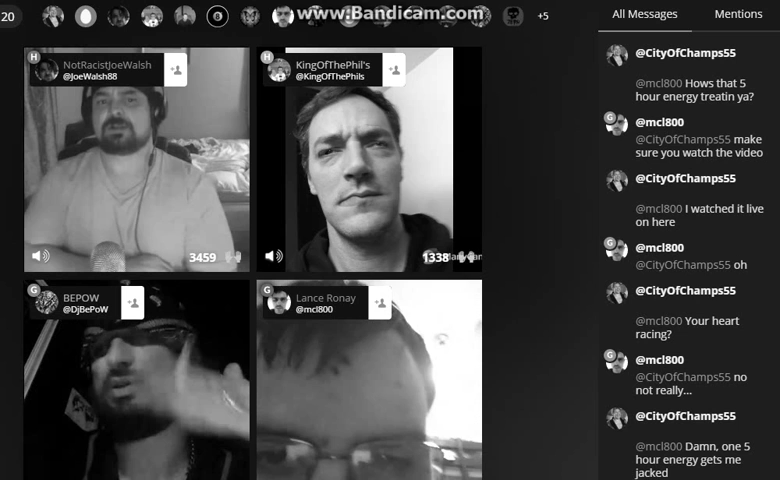 20
www.Bandicam.com
+5
All Messages
Mentions
H
NotRacistJoeWalsh
@JoeWalsh88
3459
H
KingOfThePhil's
@KingOfThePhils
1338
G
BEPOW
@DjBePoW
G
Lance Ronay
@mcl800
@CityOfChamps55
@mcl800 Hows that 5
hour energy treatin ya?
G
@mcl800
@CityOfChamps55 make
sure you watch the video
@CityOfChamps55
@mcl800 I watched it live
on here
G
@mcl800
@CityOfChamps55 oh
@CityOfChamps55
@mcl800 Your heart
racing?
G
@mcl800
@CityOfChamps55 no
not really...
@CityOfChamps55
@mcl800 Damn, one 5
hour energy gets me
jacked